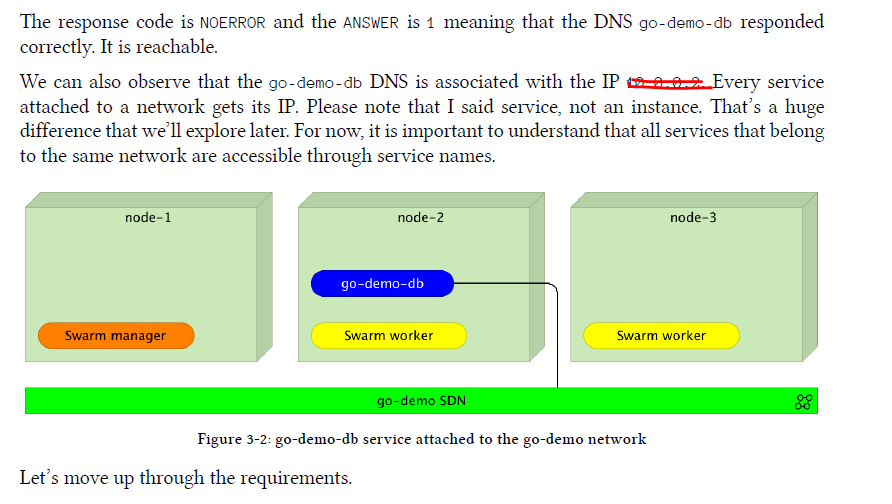 The response code is NOERROR and the ANSWER is 1 meaning that the DNS go-demo-db responded
correctly. It is reachable.
We can also observe that the go-demo-db DNS is associated with the IP 10.0.0.2. Every service
attached to a network gets its IP. Please note that I said service, not an instance. That's a huge
difference that we'll explore later. For now, it is important to understand that all services that belong
to the same network are accessible through service names.
node-1
node-2
node-3
go-demo-db
Swarm manager
Swarm worker
Swarm worker
go-demo SDN
Figure 3-2: go-demo-db service attached to the go-demo network
Let's move up through the requirements.